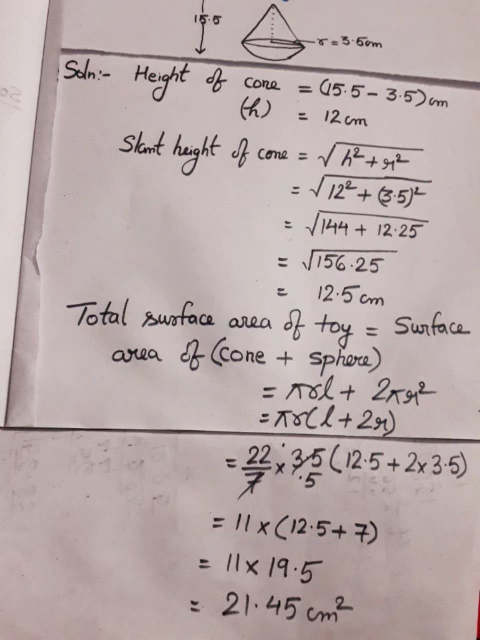 15.5
r = 3.5cm
Soln:- Height of cone = (15.5 - 3.5)cm
(h) = 12cm
Slant height of cone = √h²+r²
= √12² + (3.5)²
= √144 + 12.25
= √156.25
= 12.5cm
Total surface area of toy = Surface
area of (cone + sphere)
= πrl + 2πr²
= πr(l + 2r)
= 22/7 × 3.5 (12.5 + 2×3.5)
.5
= 11 × (12.5 + 7)
= 11 × 19.5
= 21.45 cm²